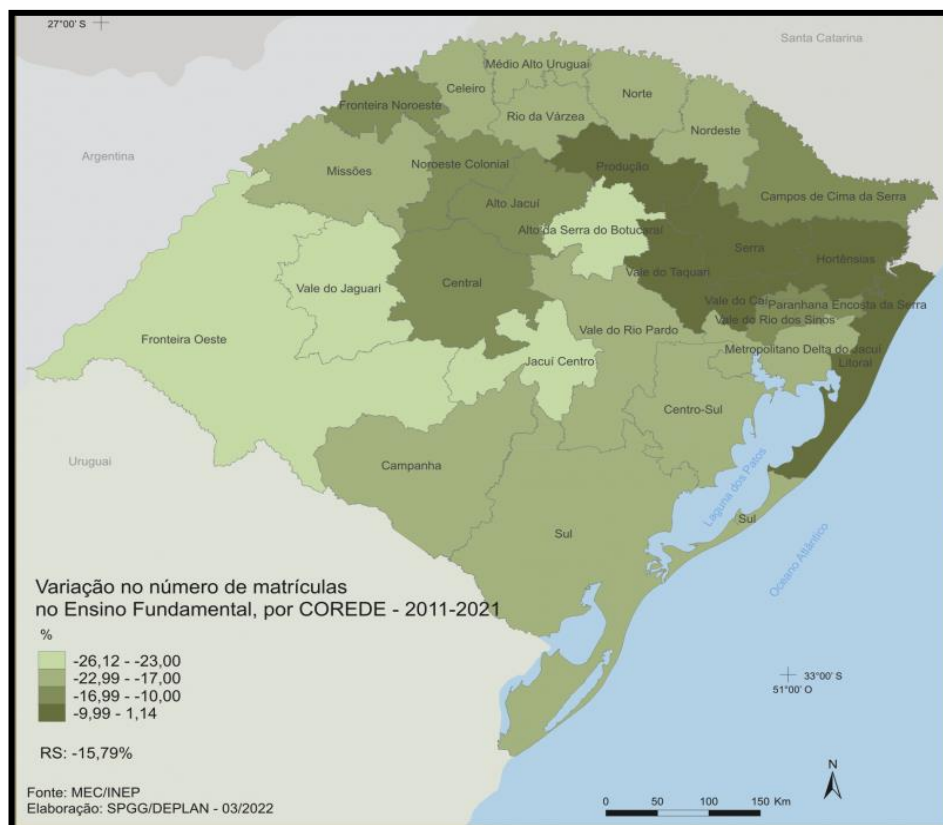 27°00' S
Santa Catarina
Médio Alto Uruguai
Celeiro
Norte
Fronteira Noroeste
Rio da Várzea
Nordeste
Argentina
Noroeste Colonial
Produção
Missões
Campos de Cima da Serra
Alto Jacuí
Alto da Serra do Botucaraí
Serra
Hortênsias
Vale do Taquari
Central
Vale do Jaguari
Vale do Caí
Paranhana Encosta da Serra
Vale do Rio dos Sinos
Vale do Rio Pardo
Fronteira Oeste
Metropolitano Delta do Jacuí
Jacuí Centro
Litoral
Centro-Sul
Uruguai
Campanha
Laguna dos Patos
Sul
Sul
Oceano Atlântico
Variação no número de matrículas
no Ensino Fundamental, por COREDE - 2011-2021
%
-26,12 - -23,00
-22,99 - -17,00
-16,99 - -10,00
-9,99 - 1,14
33°00' S
51°00' O
RS: -15,79%
N
Fonte: MEC/INEP
Elaboração: SPGG/DEPLAN - 03/2022
0 50 100 150 Km